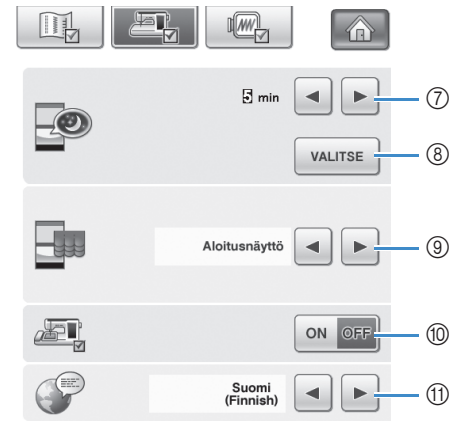 5 min
⑦
VALITSE
⑧
Aloitusnäyttö
⑨
ON OFF
⑩
Suomi
(Finnish)
⑪